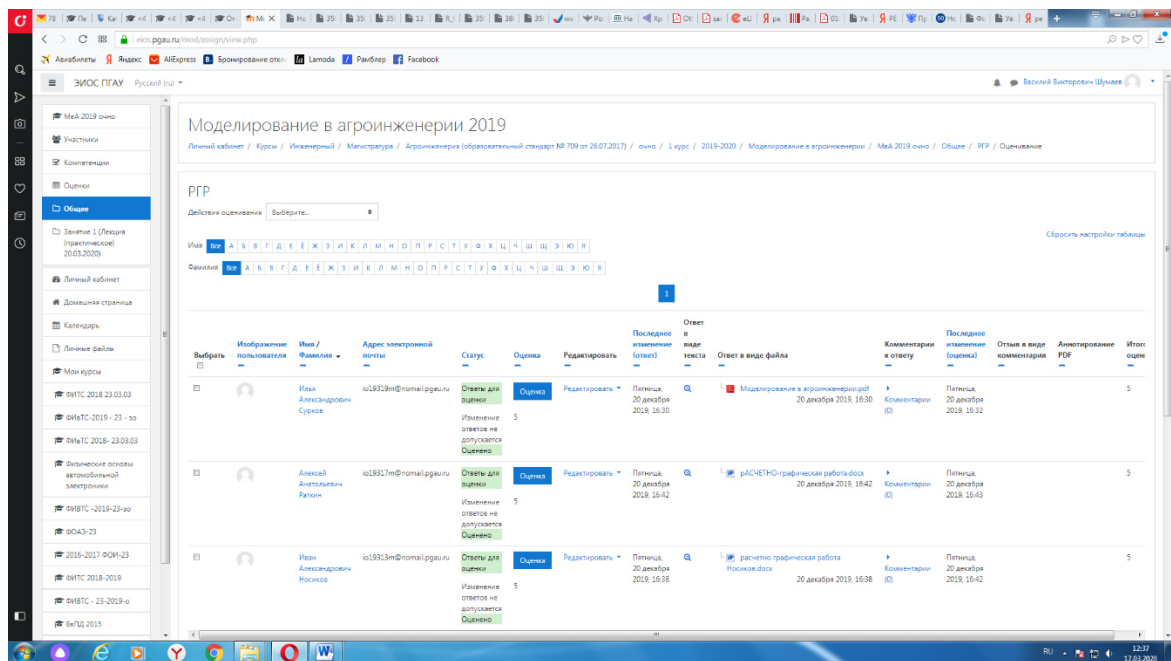 eios.pgau.ru/mod/assign/view.php
Авиабилеты Яндекс AliExpress Бронирование отел Lamoda Рамблер Facebook
ЭИОС ПГАУ Русский (ru)
Василий Викторович Шумаев
МвА 2019 очно
Участники
Компетенции
Оценки
Общее
Занятие 1 (Лекция
(практическое)
20.03.2020)
Личный кабинет
Домашняя страница
Календарь
Личные файлы
Мои курсы
ФИТС 2018 23.03.03
ФИвТС-2019 - 23 - зо
ФИвТС 2018- 23.03.03
Физические основы
автомобильной
электроники
ФИВТС -2019-23-зо
ФОАЭ-23
2016-2017 ФОИ-23
ФИТС 2018-2019
ФИВТС - 23-2019-о
ВвПД 2015
Моделирование в агроинженерии 2019
Личный кабинет / Курсы / Инженерный / Магистратура / Агроинженерия (образовательный стандарт № 709 от 26.07.2017) / очно / 1 курс / 2019-2020 / Моделирование в агроинженерии / МвА 2019 очно / Общее / РГР / Оценивание
РГР
Действия оценивания Выберите...
Сбросить настройки таблицы
Имя Все А Б В Г Д Е Ё Ж З И К Л М Н О П Р С Т У Ф Х Ц Ч Ш Щ Э Ю Я
Фамилия Все А Б В Г Д Е Ё Ж З И К Л М Н О П Р С Т У Ф Х Ц Ч Ш Щ Э Ю Я
1
Выбрать
Изображение
пользователя
Имя /
Фамилия
Адрес электронной
почты
Статус
Оценка
Редактировать
Последнее
изменение
(ответ)
Ответ
в
виде
текста
Ответ в виде файла
Комментарии
к ответу
Последнее
изменение
(оценка)
Отзыв в виде
комментария
Аннотирование
PDF
Итого
оцен
Илья
Александрович
Сурков
io19319m@nomail.pgau.ru
Ответы для
оценки
Изменение
ответов не
допускается
Оценено
Оценка
5
Редактировать
Пятница,
20 декабря
2019, 16:30
Моделирование в агроинженерии.pdf
20 декабря 2019, 16:30
Комментарии
(0)
Пятница,
20 декабря
2019, 16:32
5
Алексей
Анатольевич
Раткин
io19317m@nomail.pgau.ru
Ответы для
оценки
Изменение
ответов не
допускается
Оценено
Оценка
5
Редактировать
Пятница,
20 декабря
2019, 16:42
рАСЧЕТНО-графическая работа.docx
20 декабря 2019, 16:42
Комментарии
(0)
Пятница,
20 декабря
2019, 16:43
5
Иван
Александрович
Носиков
io19313m@nomail.pgau.ru
Ответы для
оценки
Изменение
ответов не
допускается
Оценено
Оценка
5
Редактировать
Пятница,
20 декабря
2019, 16:38
расчетно графическая работа
Носиков.docx
20 декабря 2019, 16:38
Комментарии
(0)
Пятница,
20 декабря
2019, 16:42
5
RU
12:37
17.03.2020